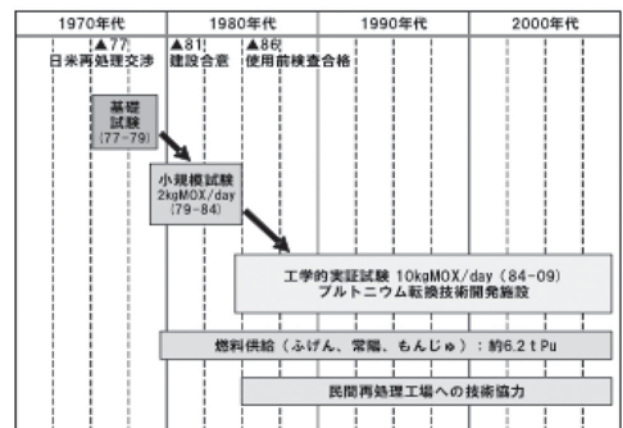 1970年代
1980年代
1990年代
2000年代
▲77
▲81
▲86
日米再処理交渉
建設合意
使用前検査合格
基礎
試験
(77-79)
小規模試験
2kgMOX/day
(79-84)
工学的実証試験 10kgMOX/day (84-09)
プルトニウム転換技術開発施設
燃料供給(ふげん、常陽、もんじゅ):約6.2tPu
民間再処理工場への技術協力